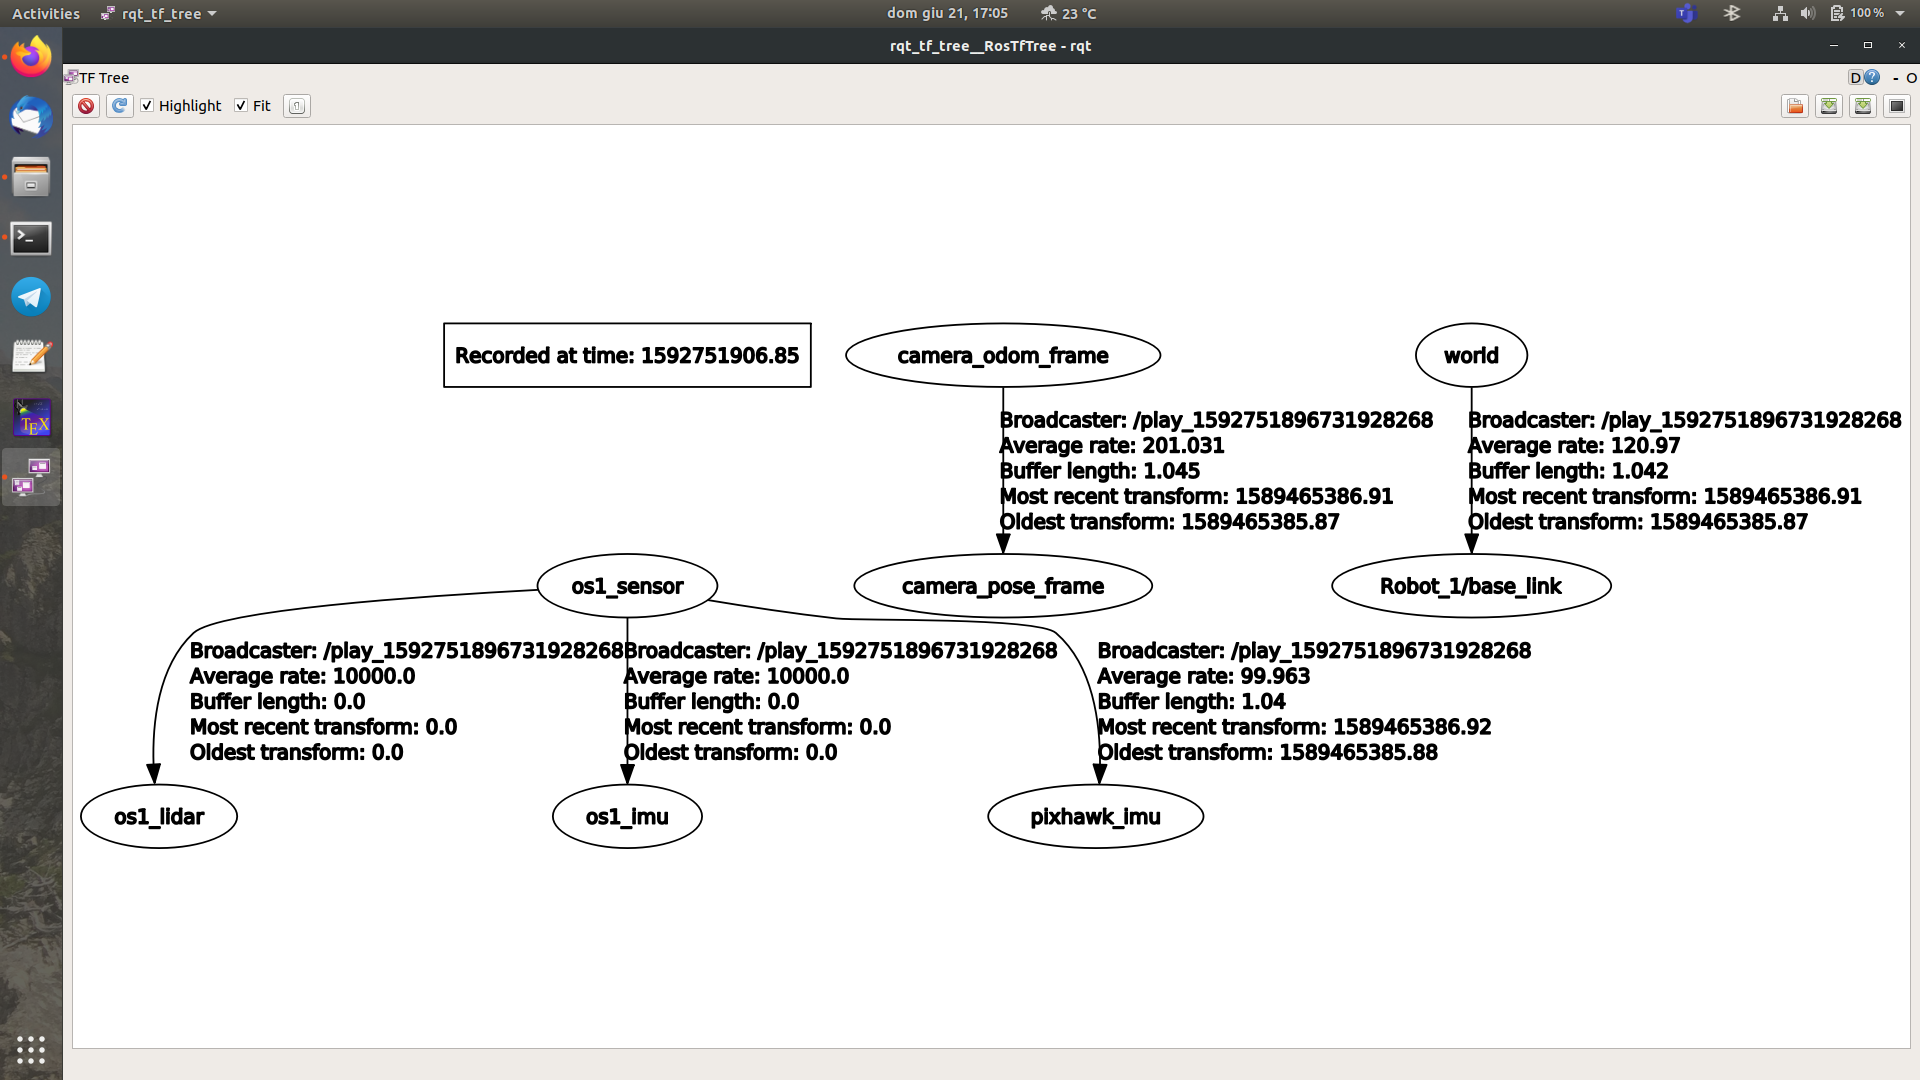 Activities
rqt_tf_tree
dom giu 21, 17:05
23 °C
100 %
rqt_tf_tree__RosTfTree - rqt
TF Tree
D
- O
Highlight
Fit
Recorded at time: 1592751906.85
camera_odom_frame
world
Broadcaster: /play_1592751896731928268
Average rate: 201.031
Buffer length: 1.045
Most recent transform: 1589465386.91
Oldest transform: 1589465385.87
Broadcaster: /play_1592751896731928268
Average rate: 120.97
Buffer length: 1.042
Most recent transform: 1589465386.91
Oldest transform: 1589465385.87
os1_sensor
camera_pose_frame
Robot_1/base_link
Broadcaster: /play_1592751896731928268
Average rate: 10000.0
Buffer length: 0.0
Most recent transform: 0.0
Oldest transform: 0.0
Broadcaster: /play_1592751896731928268
Average rate: 10000.0
Buffer length: 0.0
Most recent transform: 0.0
Oldest transform: 0.0
Broadcaster: /play_1592751896731928268
Average rate: 99.963
Buffer length: 1.04
Most recent transform: 1589465386.92
Oldest transform: 1589465385.88
os1_lidar
os1_imu
pixhawk_imu
TEX